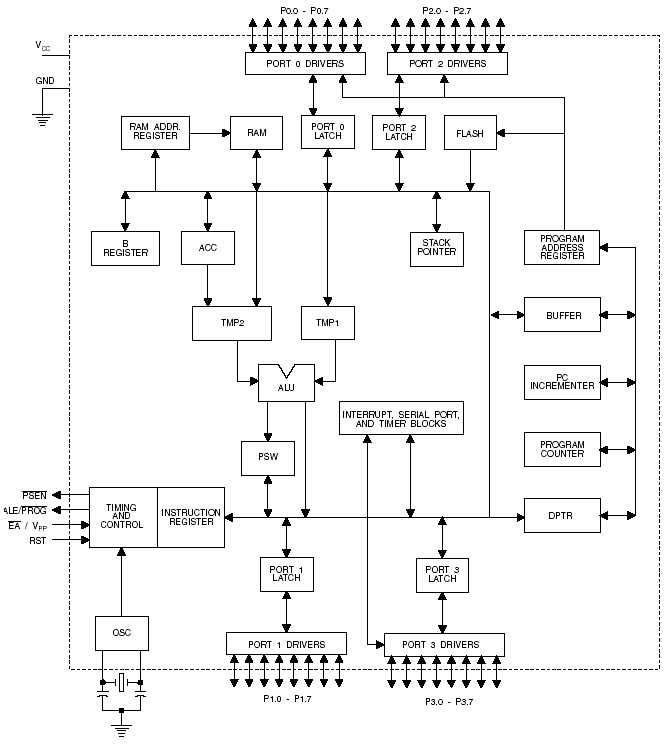 P0.0 - P0.7
P2.0 - P2.7
VCC
GND
PORT 0 DRIVERS
PORT 2 DRIVERS
RAM ADDR.
REGISTER
RAM
PORT 0
LATCH
PORT 2
LATCH
FLASH
B
REGISTER
ACC
STACK
POINTER
PROGRAM
ADDRESS
REGISTER
TMP2
TMP1
BUFFER
ALU
PC
INCREMENTER
INTERRUPT, SERIAL PORT,
AND TIMER BLOCKS
PSW
PROGRAM
COUNTER
PSEN
ALE/PROG
EA / VPP
RST
TIMING
AND
CONTROL
INSTRUCTION
REGISTER
DPTR
PORT 1
LATCH
PORT 3
LATCH
OSC
PORT 1 DRIVERS
PORT 3 DRIVERS
P1.0 - P1.7
P3.0 - P3.7